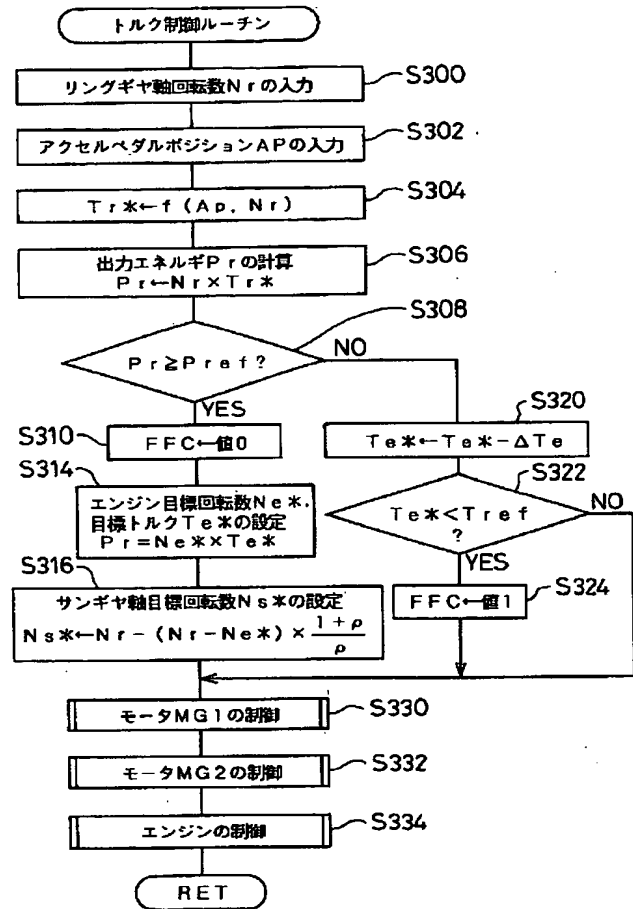 トルク制御ルーチン
リングギヤ軸回転数Nrの入力
S300
アクセルペダルポジションAPの入力
S302
Tr*←f (Ap, Nr)
S304
出力エネルギPrの計算
Pr←Nr×Tr*
S306
Pr≧Pref?
S308
NO
YES
S310
FFC←値0
S314
エンジン目標回転数Ne*,
目標トルクTe*の設定
Pr=Ne*×Te*
S316
サンギヤ軸目標回転数Ns*の設定
Ns*←Nr-(Nr-Ne*)×(1+ρ)/ρ
S320
Te*←Te*-ΔTe
S322
Te*<Tref
?
NO
YES
FFC←値1
S324
モータMG1の制御
S330
モータMG2の制御
S332
エンジンの制御
S334
RET